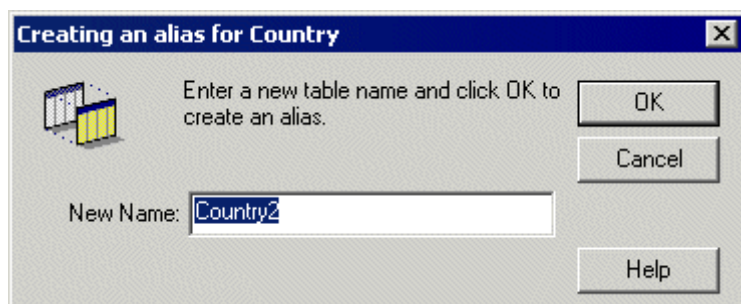 Creating an alias for Country
Enter a new table name and click OK to
create an alias.
OK
Cancel
New Name: Country2
Help